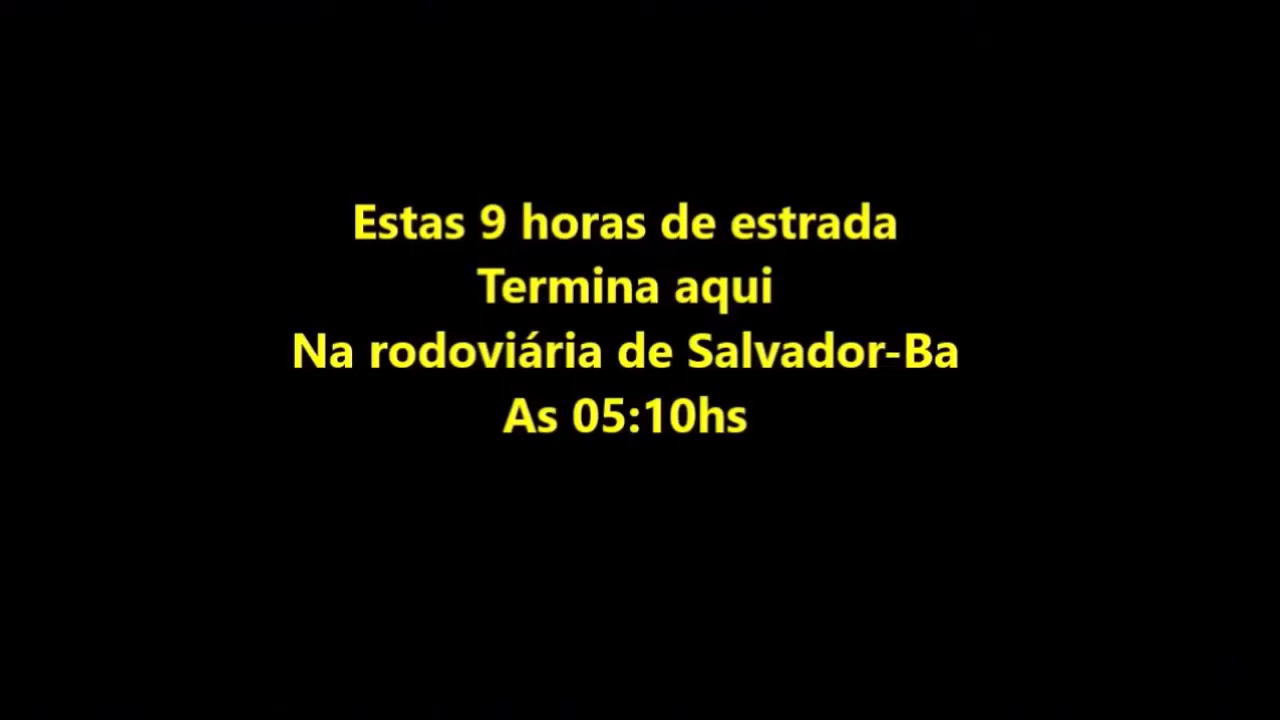 Estas 9 horas de estrada
Termina aqui
Na rodoviária de Salvador-Ba
As 05:10hs